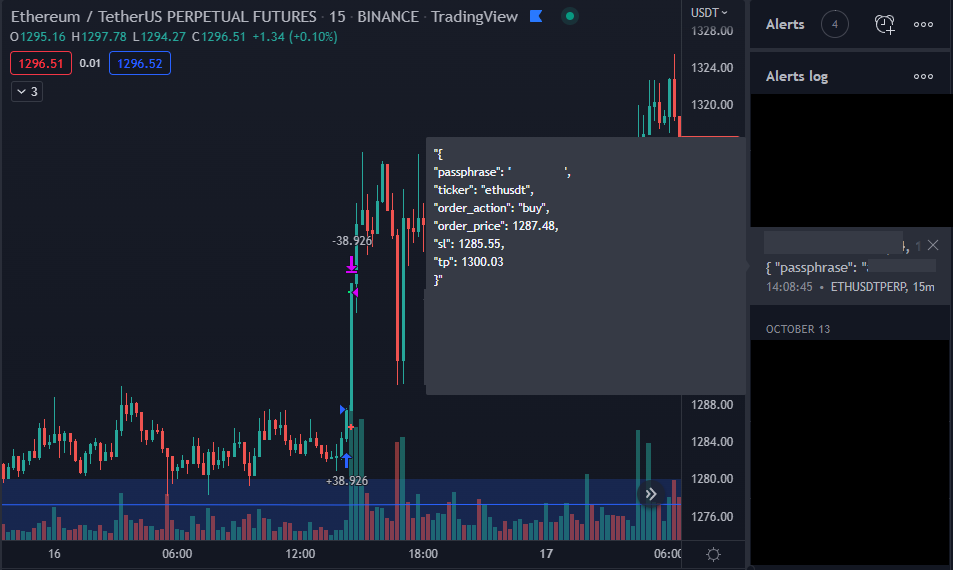 Ethereum / TetherUS PERPETUAL FUTURES · 15 · BINANCE · TradingView
O1295.16 H1297.78 L1294.27 C1296.51 +1.34 (+0.10%)
1296.51 0.01 1296.52
3
USDT
1328.00
1324.00
1320.00
1288.00
1284.00
1280.00
1276.00
-38.926
+38.926
"{
"passphrase": " ",
"ticker": "ethusdt",
"order_action": "buy",
"order_price": 1287.48,
"sl": 1285.55,
"tp": 1300.03
}"
16 06:00 12:00 18:00 17 06:00
Alerts 4
Alerts log
{ "passphrase": "
14:08:45 • ETHUSDTPERP, 15m
OCTOBER 13